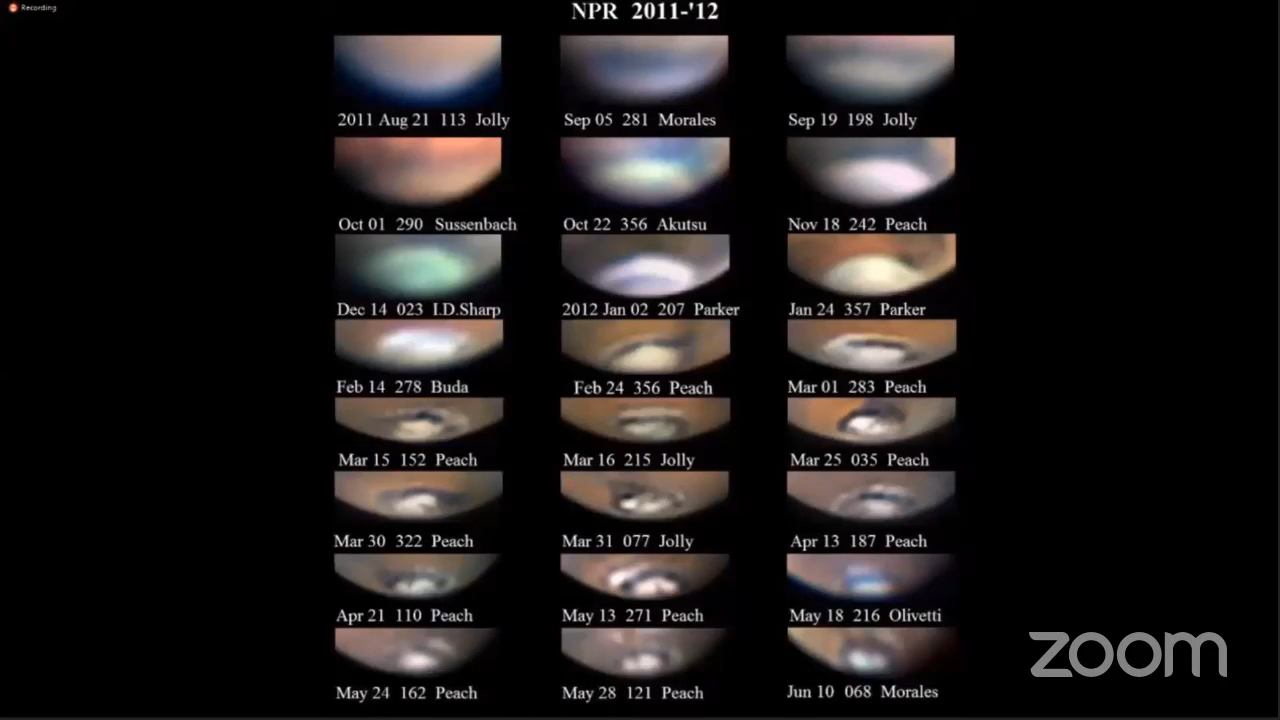 Recording
NPR 2011-'12
2011 Aug 21 113 Jolly
Sep 05 281 Morales
Sep 19 198 Jolly
Oct 01 290 Sussenbach
Oct 22 356 Akutsu
Nov 18 242 Peach
Dec 14 023 I.D.Sharp
2012 Jan 02 207 Parker
Jan 24 357 Parker
Feb 14 278 Buda
Feb 24 356 Peach
Mar 01 283 Peach
Mar 15 152 Peach
Mar 16 215 Jolly
Mar 25 035 Peach
Mar 30 322 Peach
Mar 31 077 Jolly
Apr 13 187 Peach
Apr 21 110 Peach
May 13 271 Peach
May 18 216 Olivetti
May 24 162 Peach
May 28 121 Peach
Jun 10 068 Morales
zoom